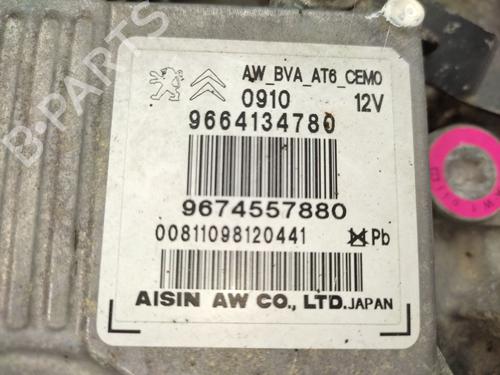 AW_BVA_AT6_CEMO
0910 12V
9664134780
9674557880
00811098120441 Pb
AISIN AW CO., LTD. JAPAN
B-PARTS